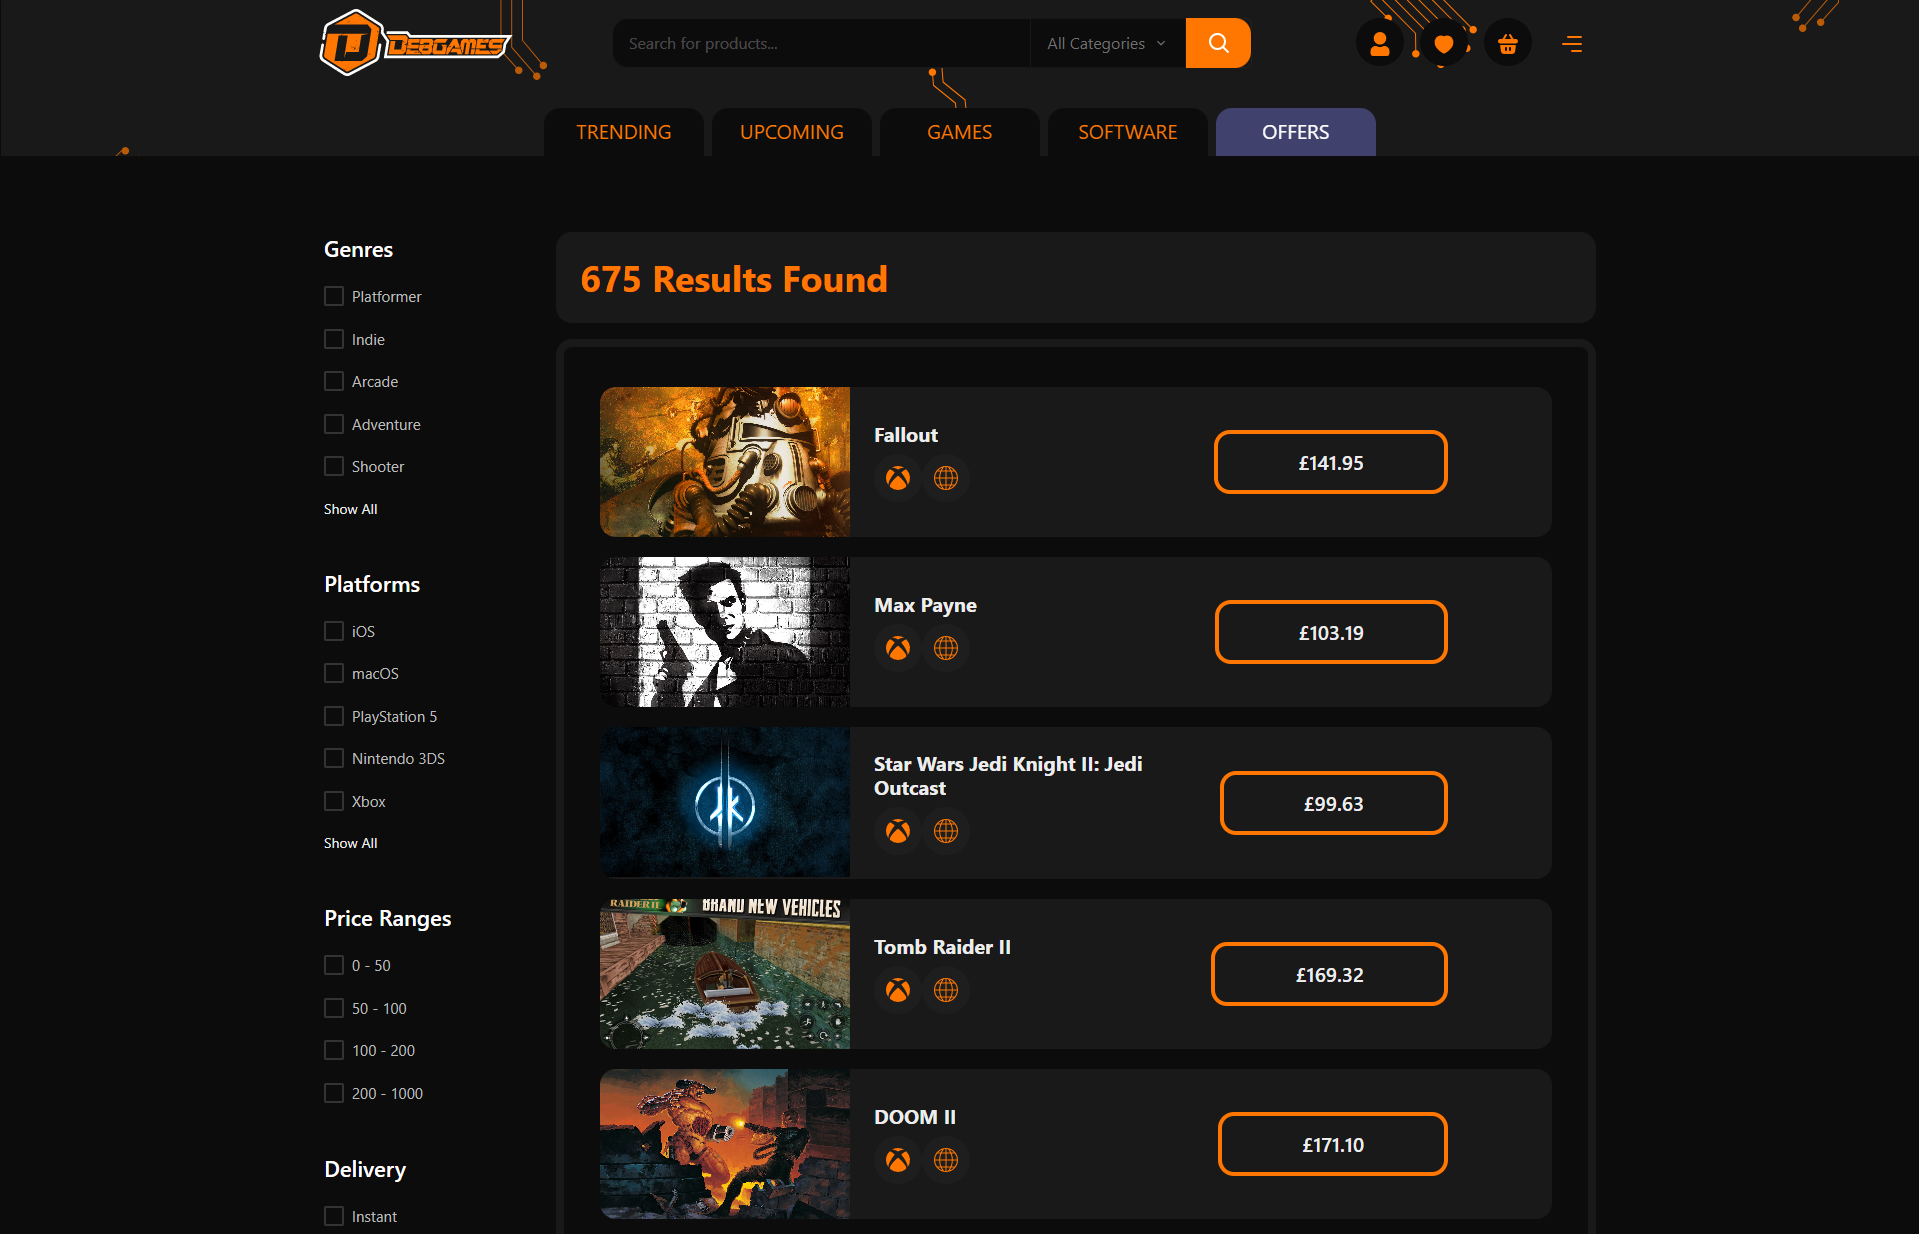 DEBGAMES
Search for products...
All Categories
TRENDING
UPCOMING
GAMES
SOFTWARE
OFFERS
Genres
Platformer
Indie
Arcade
Adventure
Shooter
Show All
Platforms
iOS
macOS
PlayStation 5
Nintendo 3DS
Xbox
Show All
Price Ranges
0 - 50
50 - 100
100 - 200
200 - 1000
Delivery
Instant
675 Results Found
Fallout
£141.95
Max Payne
£103.19
Star Wars Jedi Knight II: Jedi
Outcast
£99.63
RAIDER II
BRAND NEW VEHICLES
Tomb Raider II
£169.32
DOOM II
£171.10